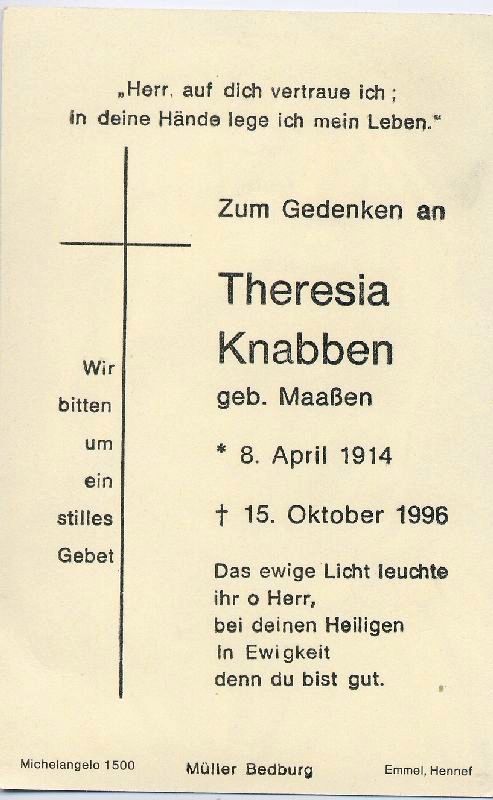 „Herr, auf dich vertraue ich;
in deine Hände lege ich mein Leben.“
Zum Gedenken an
Theresia
Knabben
geb. Maaßen
* 8. April 1914
† 15. Oktober 1996
Wir
bitten
um
ein
stilles
Gebet
Das ewige Licht leuchte
ihr o Herr,
bei deinen Heiligen
in Ewigkeit
denn du bist gut.
Michelangelo 1500
Müller Bedburg
Emmel, Hennef